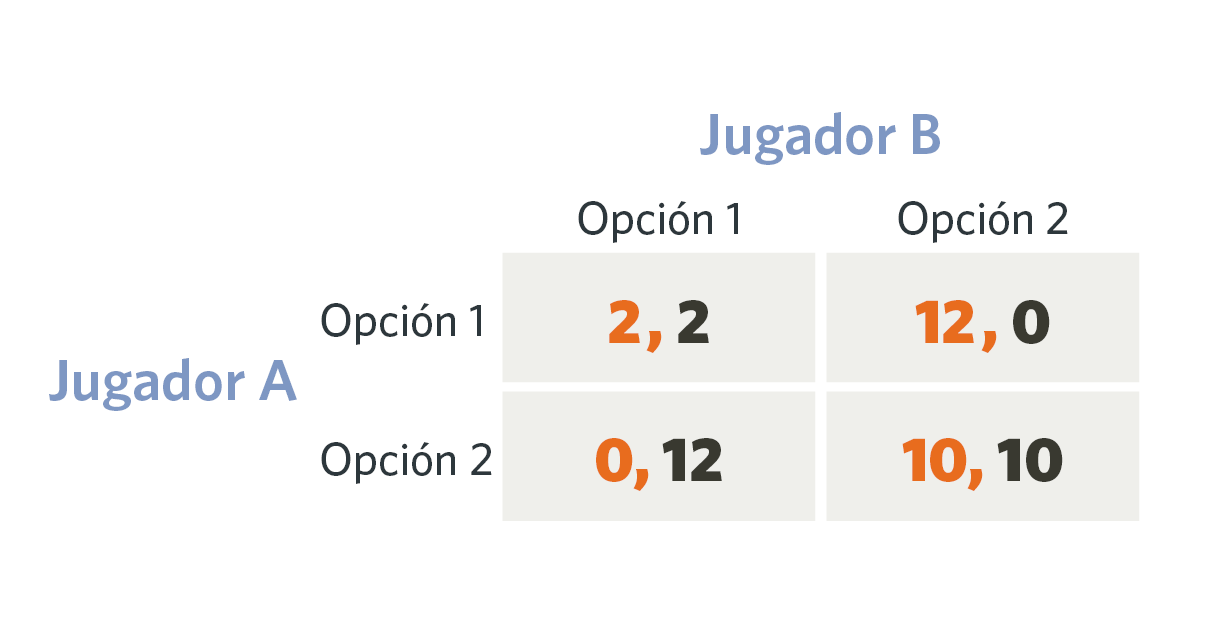 Jugador B
Opción 1 Opción 2
Opción 1 2, 2 12, 0
Jugador A
Opción 2 0, 12 10, 10